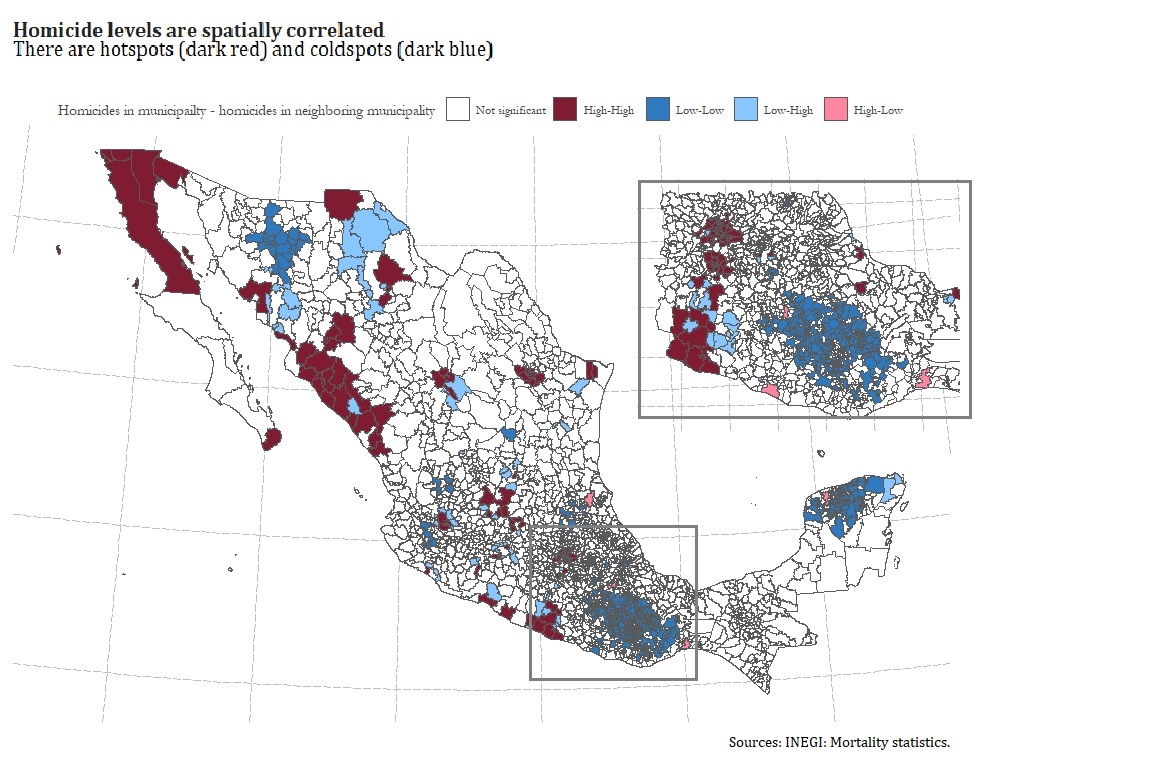 Homicide levels are spatially correlated
There are hotspots (dark red) and coldspots (dark blue)
Homicides in municipailty - homicides in neighboring municipality Not significant High-High Low-Low Low-High High-Low
Sources: INEGI: Mortality statistics.